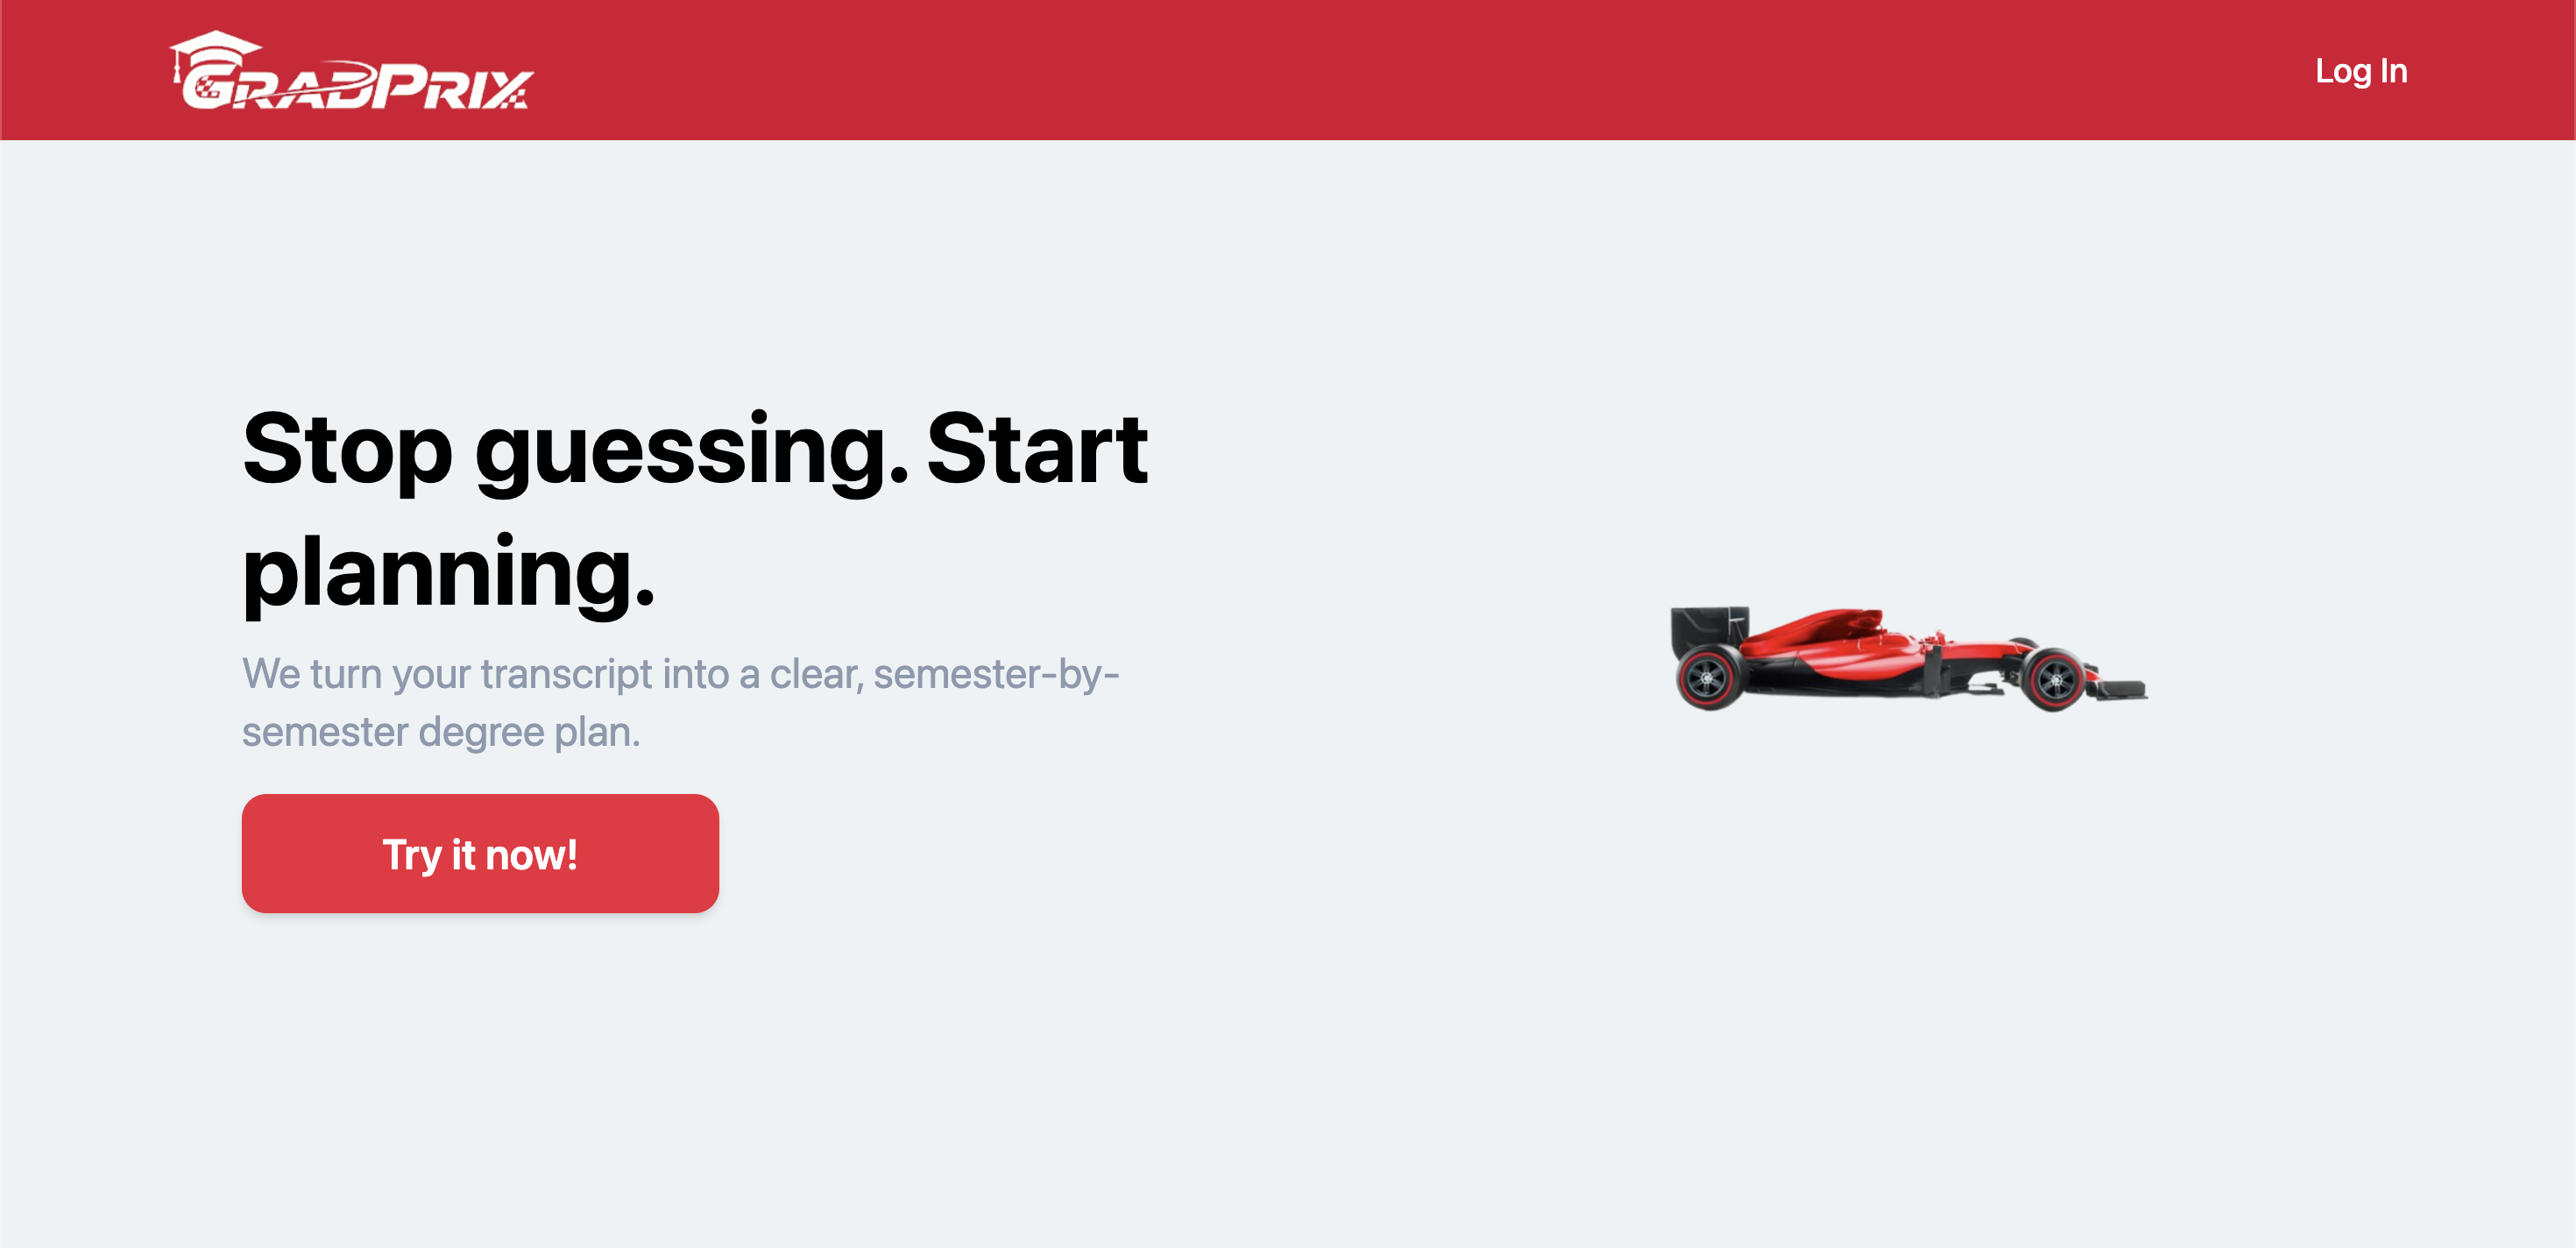 GRADPRIX
Log In
Stop guessing. Start
planning.
We turn your transcript into a clear, semester-by-
semester degree plan.
Try it now!